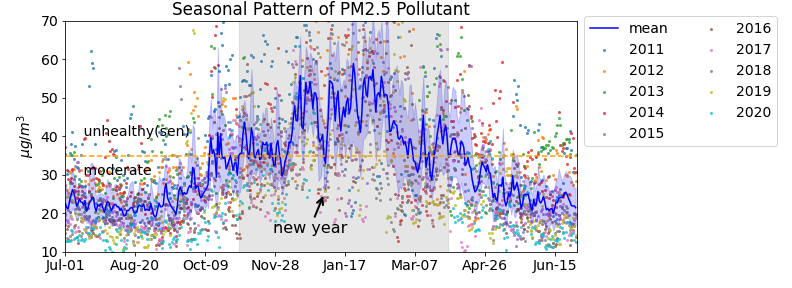 Seasonal Pattern of PM2.5 Pollutant
70
60
50
40
30
20
10
μg/m³
unhealthy(sen)
moderate
new year
Jul-01 Aug-20 Oct-09 Nov-28 Jan-17 Mar-07 Apr-26 Jun-15
mean
2011
2012
2013
2014
2015
2016
2017
2018
2019
2020